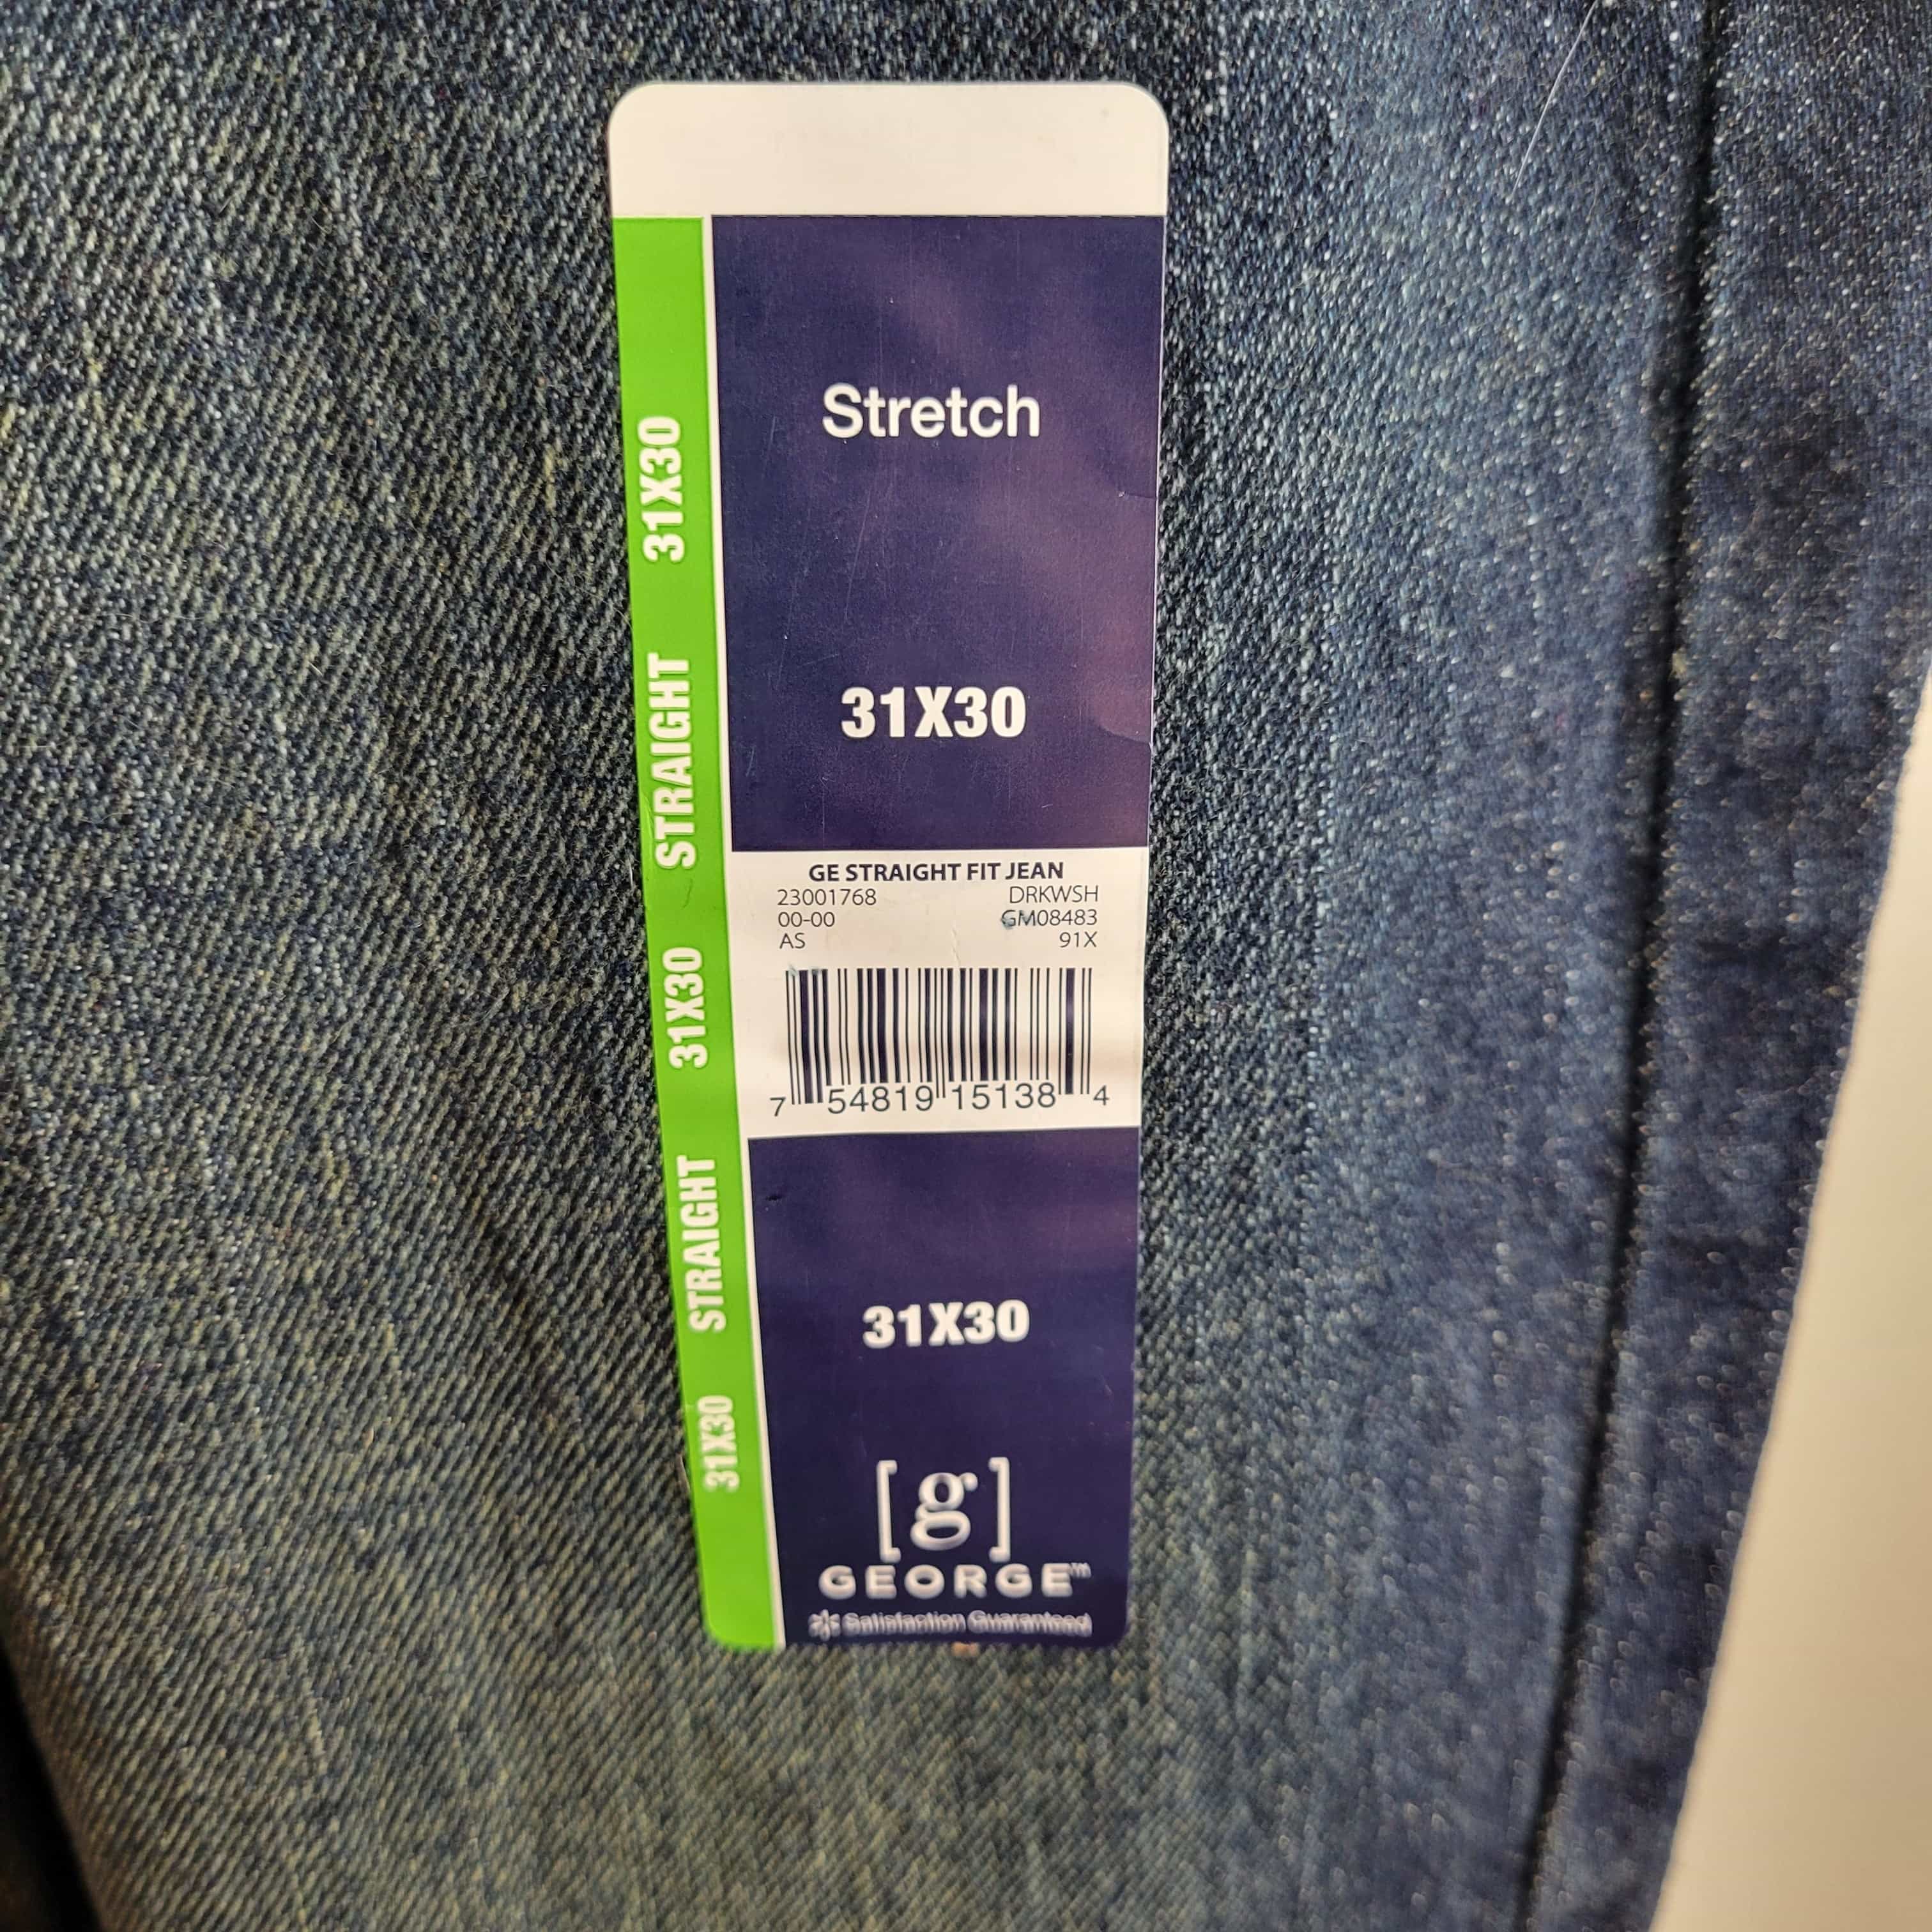 Stretch
31X30
STRAIGHT
31X30
STRAIGHT
31X30
31X30
GE STRAIGHT FIT JEAN
23001768 DRKWSH
00-00 GM08483
AS 91X
7 54819 15138 4
31X30
[g]
GEORGE™
Satisfaction Guaranteed